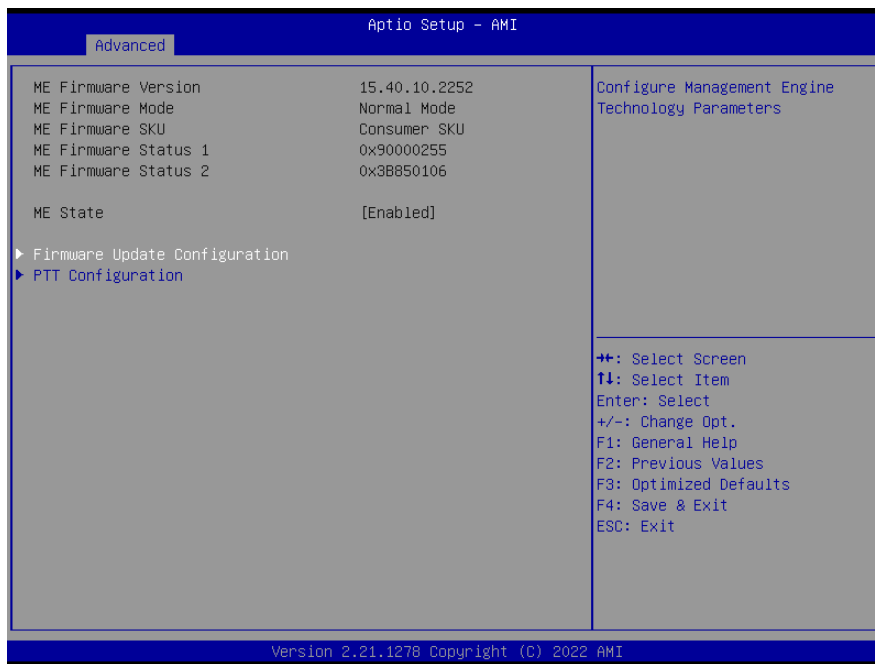 Aptio Setup - AMI
Advanced
ME Firmware Version 15.40.10.2252
ME Firmware Mode Normal Mode
ME Firmware SKU Consumer SKU
ME Firmware Status 1 0x90000255
ME Firmware Status 2 0x3B850106
ME State [Enabled]
▶ Firmware Update Configuration
▶ PTT Configuration
Configure Management Engine
Technology Parameters
→←: Select Screen
↑↓: Select Item
Enter: Select
+/-: Change Opt.
F1: General Help
F2: Previous Values
F3: Optimized Defaults
F4: Save & Exit
ESC: Exit
Version 2.21.1278 Copyright (C) 2022 AMI